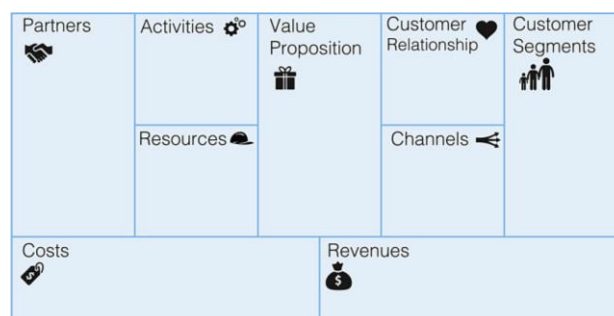 Partners
Activities
Value
Proposition
Customer
Relationship
Customer
Segments
Resources
Channels
Costs
$
Revenues
$